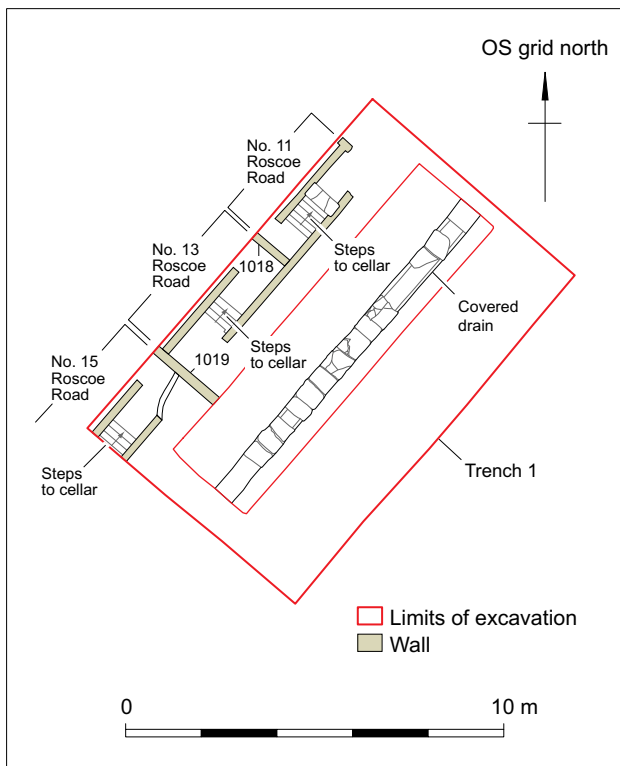 OS grid north
No. 11
Roscoe
Road
No. 13
Roscoe
Road
1018
Steps
to cellar
Covered
drain
No. 15
Roscoe
Road
1019
Steps
to cellar
Steps
to cellar
Trench 1
Limits of excavation
Wall
0
10 m